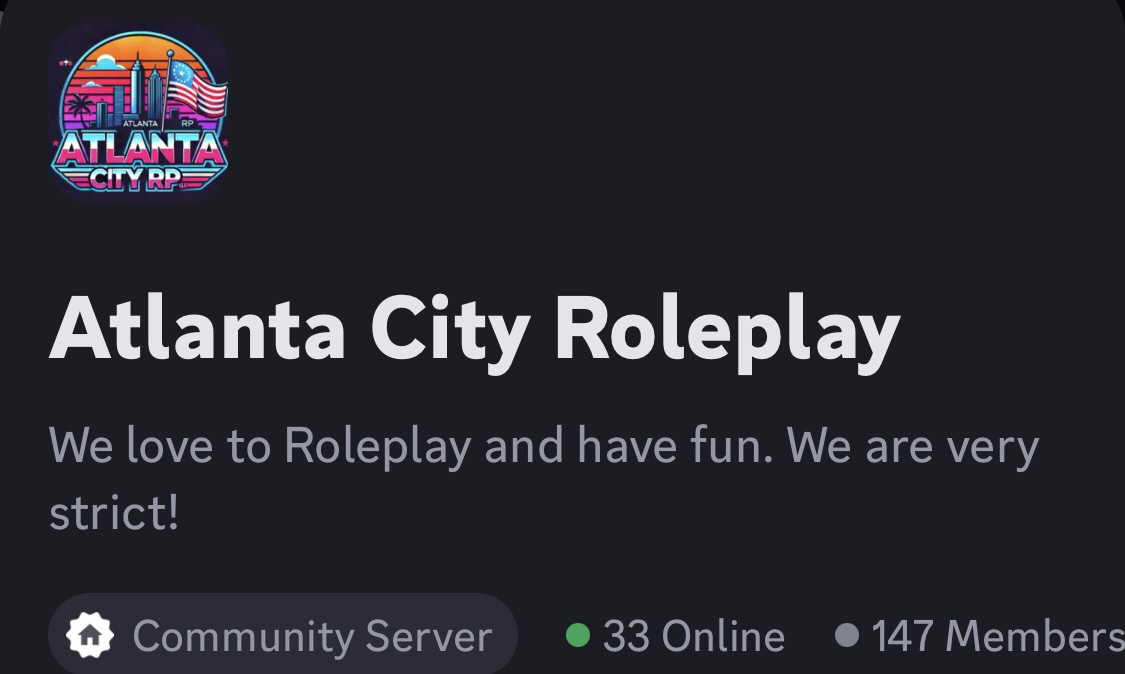 ATLANTA RP
ATLANTA
CITY RP
Atlanta City Roleplay
We love to Roleplay and have fun. We are very
strict!
Community Server
33 Online
147 Members